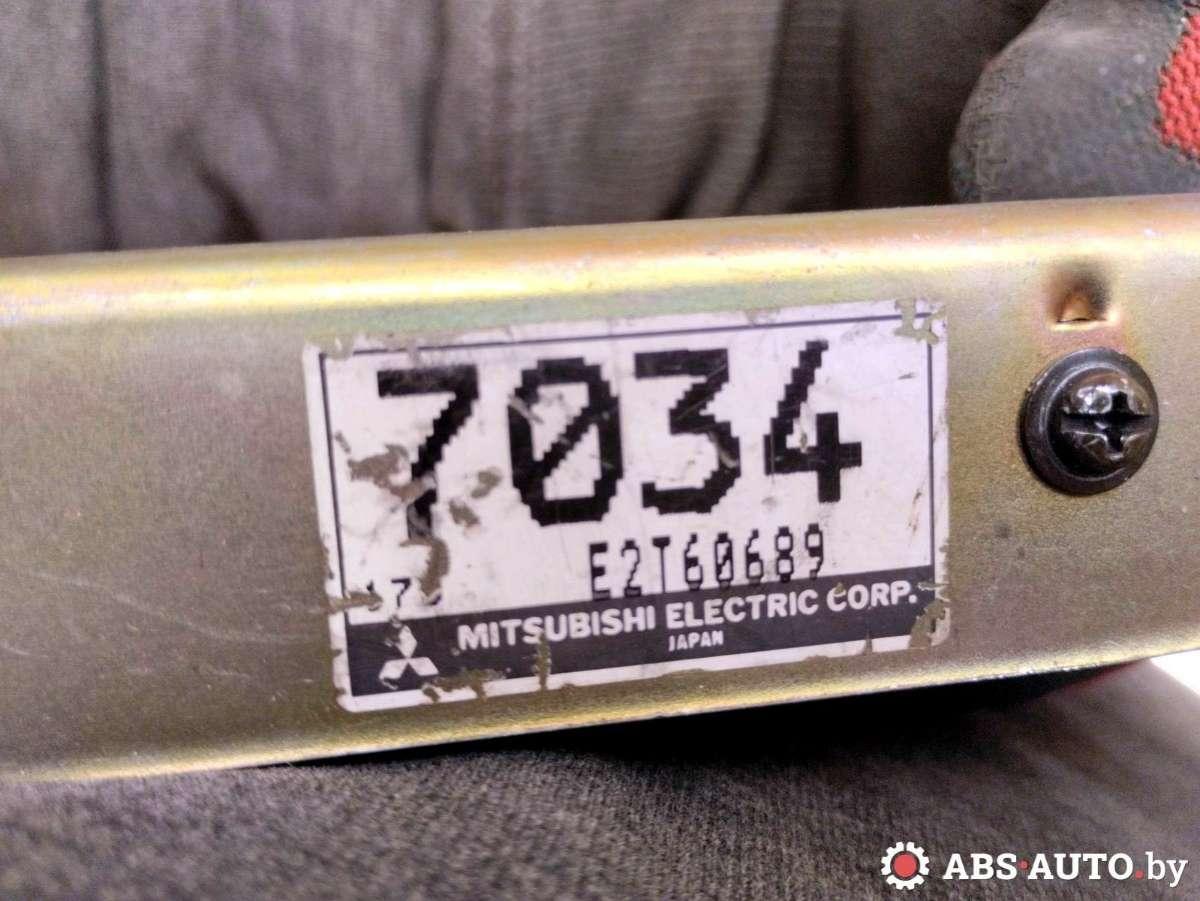 7034
E2T60689
MITSUBISHI ELECTRIC CORP.
JAPAN
ABS·AUTO.by